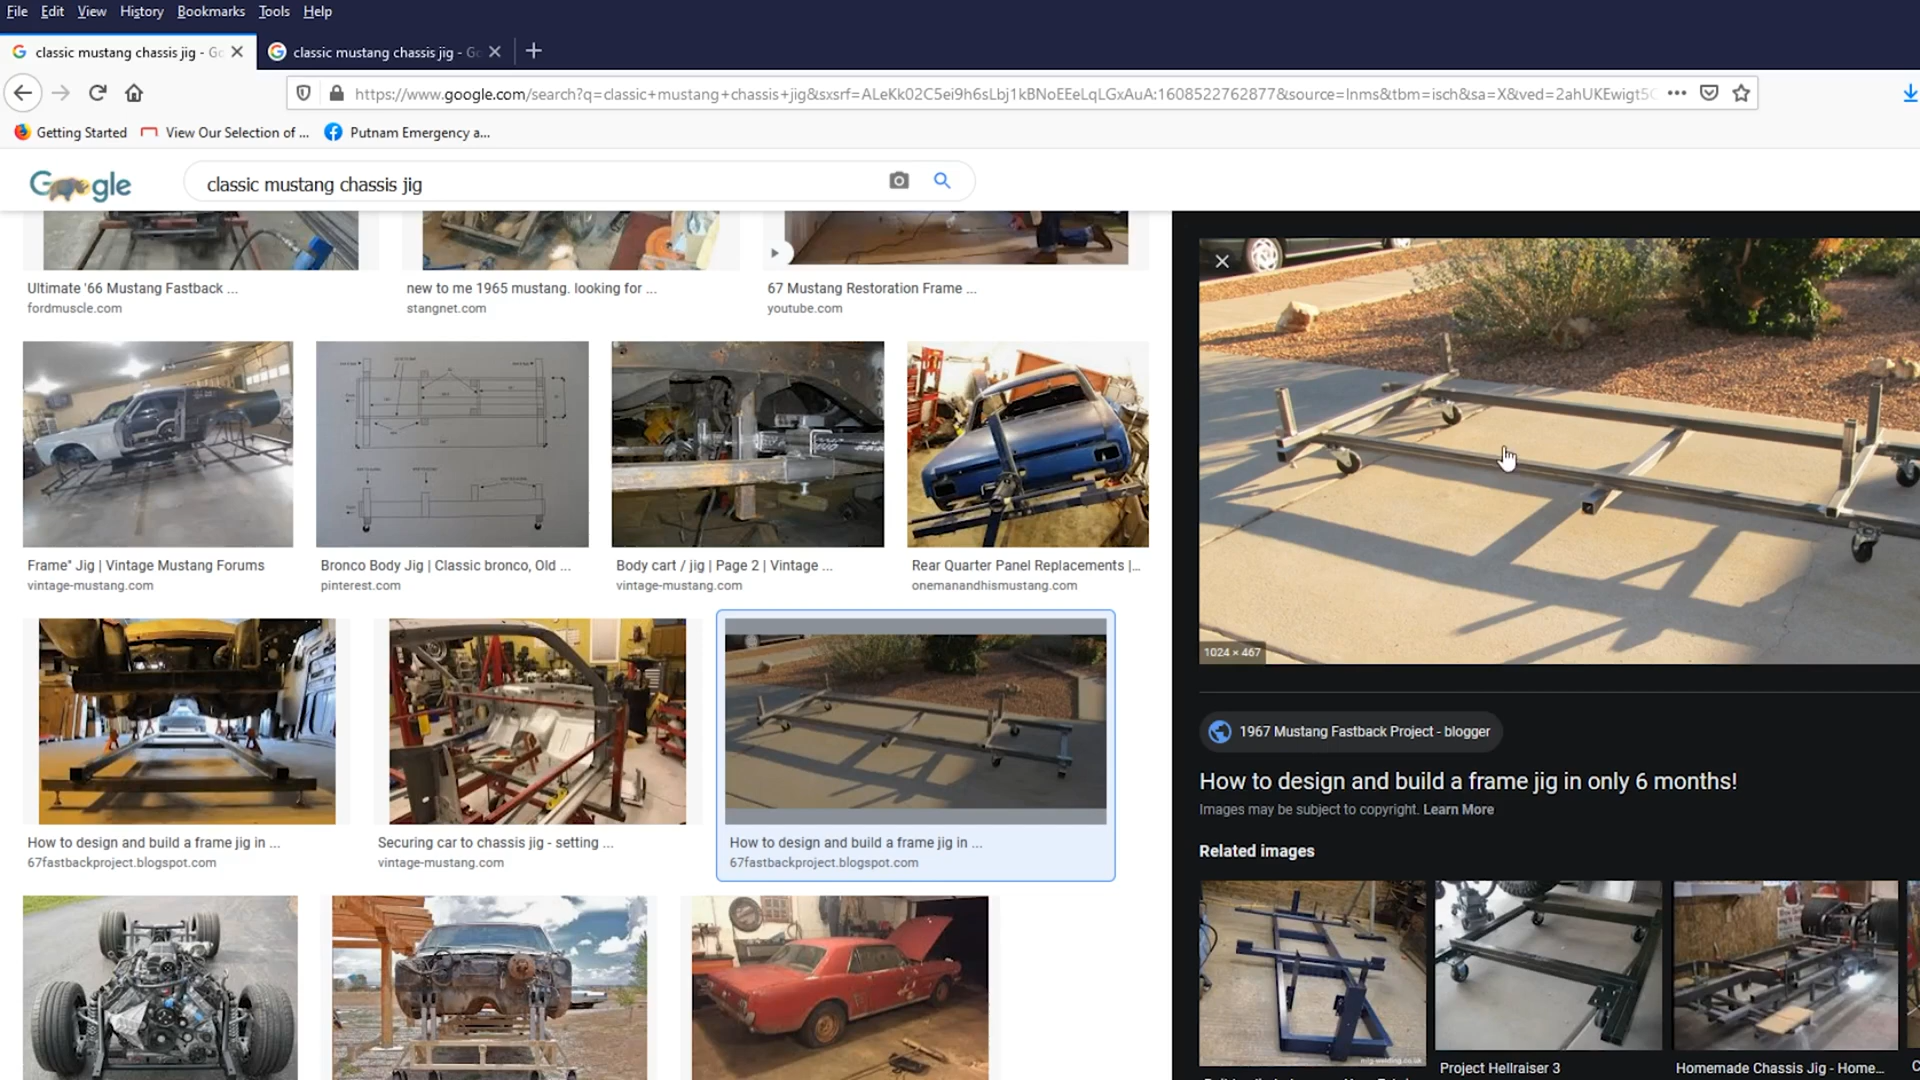 File Edit View History Bookmarks Tools Help
classic mustang chassis jig - Go
classic mustang chassis jig - Go
https://www.google.com/search?q=classic+mustang+chassis+jig&sxsrf=ALeKk02C5ei9h6sLbj1kBNoEEeLqLGxAuA:1608522762877&source=lnms&tbm=isch&sa=X&ved=2ahUKEwigt5C
Getting Started View Our Selection of ... Putnam Emergency a...
Google
classic mustang chassis jig
Ultimate '66 Mustang Fastback ...
fordmuscle.com
new to me 1965 mustang. looking for ...
stangnet.com
67 Mustang Restoration Frame ...
youtube.com
Frame" Jig | Vintage Mustang Forums
vintage-mustang.com
Bronco Body Jig | Classic bronco, Old ...
pinterest.com
Body cart / jig | Page 2 | Vintage ...
vintage-mustang.com
Rear Quarter Panel Replacements |...
onemanandhismustang.com
How to design and build a frame jig in ...
67fastbackproject.blogspot.com
Securing car to chassis jig - setting ...
vintage-mustang.com
How to design and build a frame jig in ...
67fastbackproject.blogspot.com
1024 × 467
1967 Mustang Fastback Project - blogger
How to design and build a frame jig in only 6 months!
Images may be subject to copyright. Learn More
Related images
mig-welding.co.uk
Project Hellraiser 3
Homemade Chassis Jig - Home...